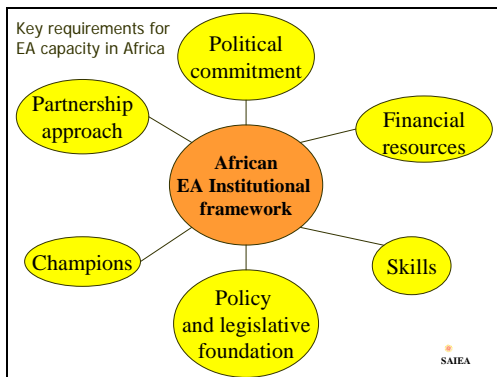 Key requirements for
EA capacity in Africa
Political
commitment
Partnership
approach
Financial
resources
African
EA Institutional
framework
Champions
Skills
Policy
and legislative
foundation
SAIEA